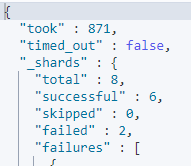 {
"took" : 871,
"timed_out" : false,
"_shards" : {
"total" : 8,
"successful" : 6,
"skipped" : 0,
"failed" : 2,
"failures" : [
{